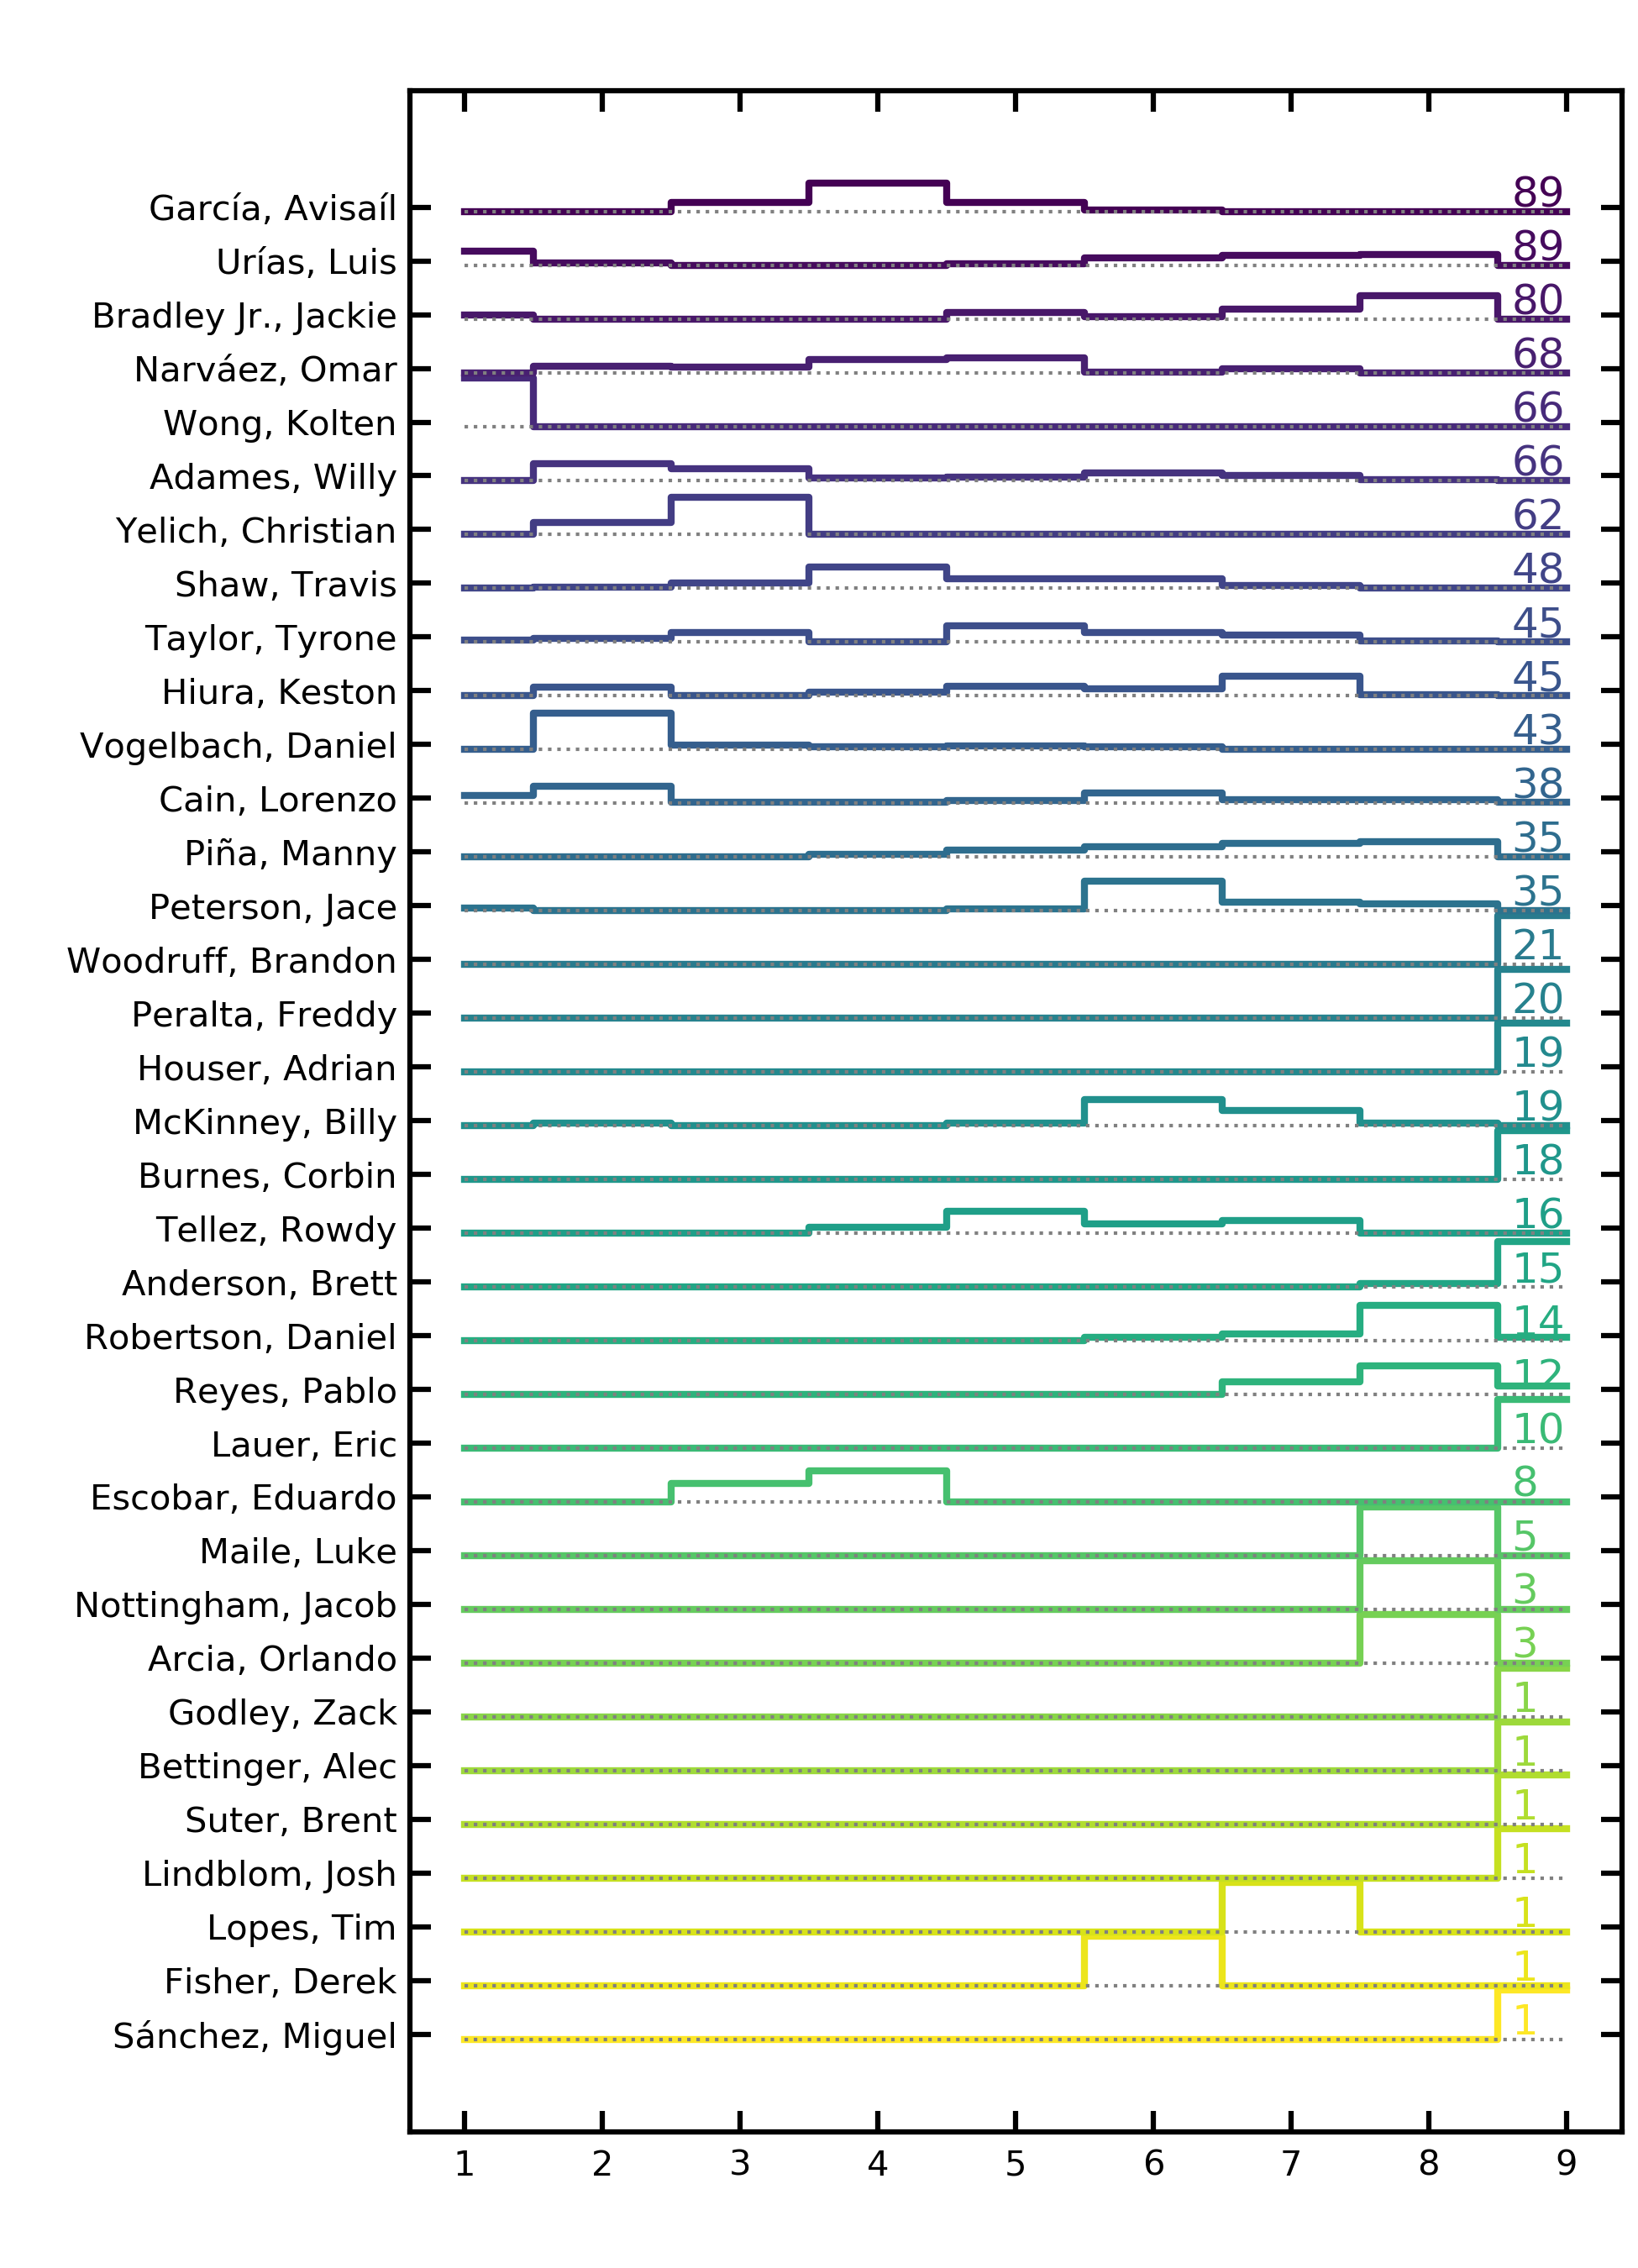 García, Avisaíl 89
Urías, Luis 89
Bradley Jr., Jackie 80
Narváez, Omar 68
Wong, Kolten 66
Adames, Willy 66
Yelich, Christian 62
Shaw, Travis 48
Taylor, Tyrone 45
Hiura, Keston 45
Vogelbach, Daniel 43
Cain, Lorenzo 38
Piña, Manny 35
Peterson, Jace 35
Woodruff, Brandon 21
Peralta, Freddy 20
Houser, Adrian 19
McKinney, Billy 19
Burnes, Corbin 18
Tellez, Rowdy 16
Anderson, Brett 15
Robertson, Daniel 14
Reyes, Pablo 12
Lauer, Eric 10
Escobar, Eduardo 8
Maile, Luke 5
Nottingham, Jacob 3
Arcia, Orlando 3
Godley, Zack 1
Bettinger, Alec 1
Suter, Brent 1
Lindblom, Josh 1
Lopes, Tim 1
Fisher, Derek 1
Sánchez, Miguel 1
1 2 3 4 5 6 7 8 9